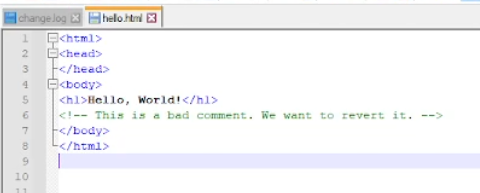 change.log hello.html
1 <html>
2 <head>
3 </head>
4 <body>
5 <h1>Hello, World!</h1>
6 <!-- This is a bad comment. We want to revert it. -->
7 </body>
8 </html>
9
10
11